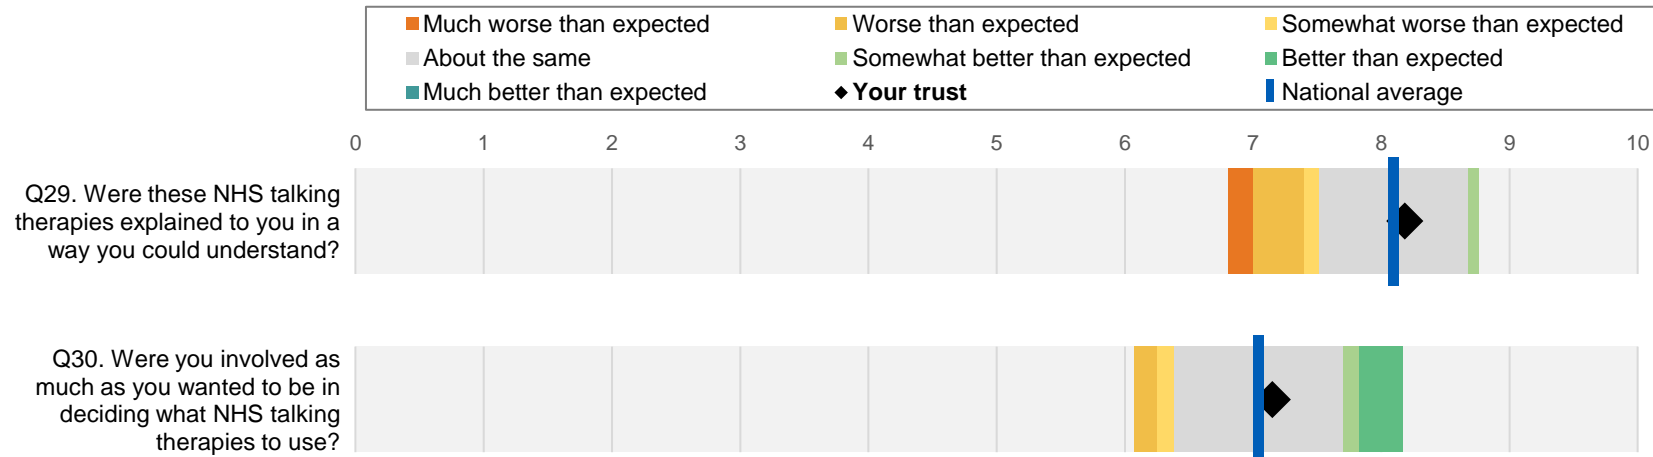 Much worse than expected
Worse than expected
Somewhat worse than expected
About the same
Somewhat better than expected
Better than expected
Much better than expected
Your trust
National average
0 1 2 3 4 5 6 7 8 9 10
Q29. Were these NHS talking
therapies explained to you in a
way you could understand?
Q30. Were you involved as
much as you wanted to be in
deciding what NHS talking
therapies to use?